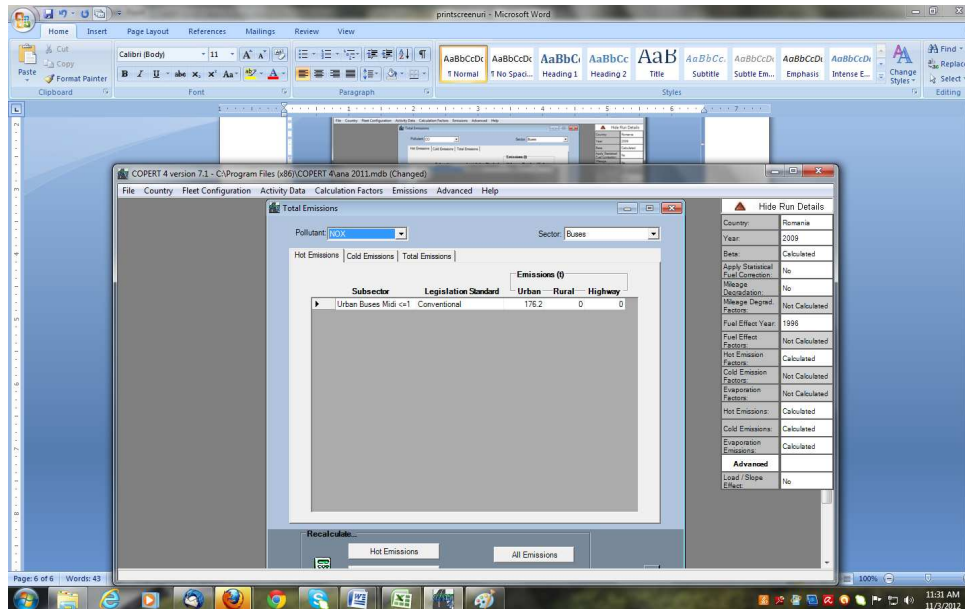 printscreenuri - Microsoft Word
Home Insert Page Layout References Mailings Review View
Paste
Cut
Copy
Format Painter
Clipboard
Calibri (Body) 11
Font
Paragraph
AaBbCcDc AaBbCcDc AaBbC AaBbCc AaB AaBbCc. AaBbCcDc AaBbCcDc AaBbCcDc
¶ Normal ¶ No Spaci... Heading 1 Heading 2 Title Subtitle Subtle Em... Emphasis Intense E...
Change Styles
Styles
Find
Replac
Select
Editing
COPERT 4 version 7.1 - C:\Program Files (x86)\COPERT 4\ana 2011.mdb (Changed)
File Country Fleet Configuration Activity Data Calculation Factors Emissions Advanced Help
Total Emissions
Pollutant: NOX Sector: Buses
Hot Emissions Cold Emissions Total Emissions
Emissions (t)
Subsector Legislation Standard Urban Rural Highway
Urban Buses Midi <=1 Conventional 176.2 0 0
Recalculate...
Hot Emissions All Emissions
Hide Run Details
Country: Romania
Year: 2009
Beta: Calculated
Apply Statistical Fuel Correction: No
Mileage Degradation: No
Mileage Degrad. Factors: Not Calculated
Fuel Effect Year: 1996
Fuel Effect Factors: Not Calculated
Hot Emission Factors: Calculated
Cold Emission Factors: Not Calculated
Evaporation Factors: Not Calculated
Hot Emissions: Calculated
Cold Emissions: Calculated
Evaporation Emissions: Calculated
Advanced
Load / Slope Effect: No
Page: 6 of 6 Words: 43 100%
11:31 AM
11/3/2012